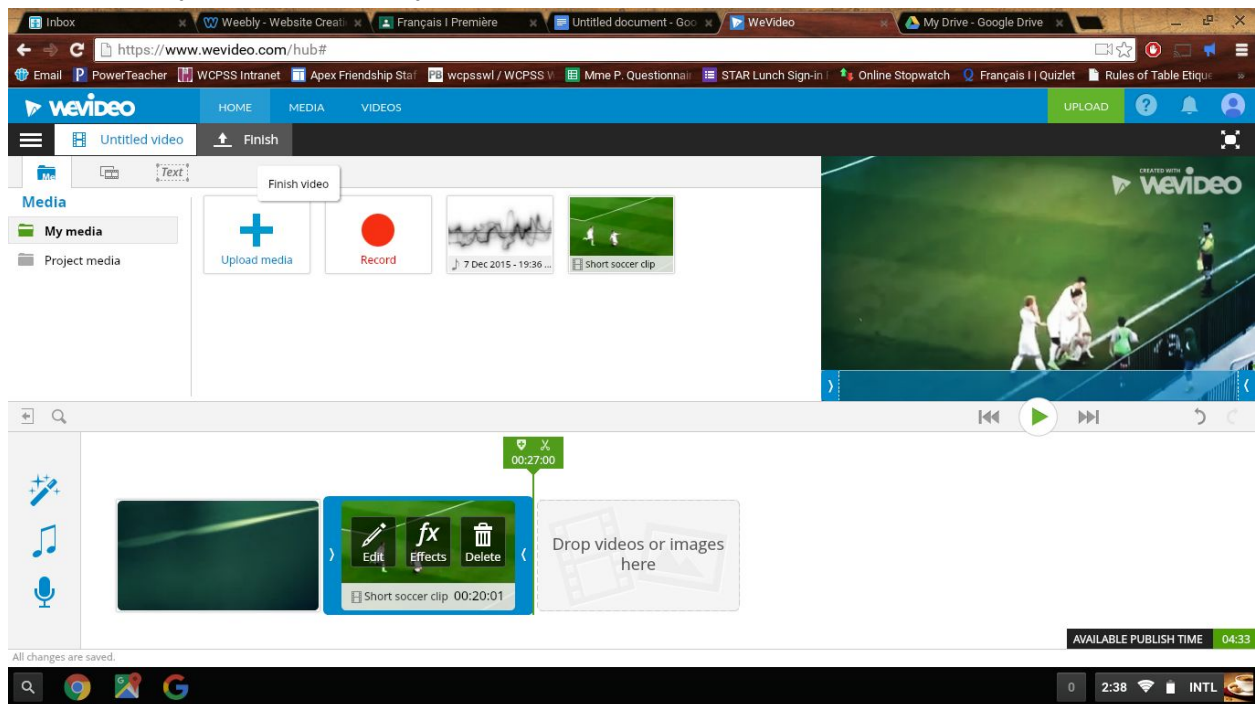 Inbox
Weebly - Website Creati
Français I Première
Untitled document - Goo
WeVideo
My Drive - Google Drive
https://www.wevideo.com/hub#
Email
PowerTeacher
WCPSS Intranet
Apex Friendship Staf
PB wcpsswl / WCPSS W
Mme P. Questionnai
STAR Lunch Sign-in F
Online Stopwatch
Q Français I | Quizlet
Rules of Table Etique
WeVideo
HOME
MEDIA
VIDEOS
UPLOAD
?
Untitled video
Finish
Me
Text
Finish video
Media
My media
Project media
Upload media
Record
7 Dec 2015 - 19:36 ...
Short soccer clip
CREATED WITH
WeVideo
00:27:00
Edit
fx
Effects
Delete
Short soccer clip 00:20:01
Drop videos or images
here
AVAILABLE PUBLISH TIME 04:33
All changes are saved.
0
2:38
INTL